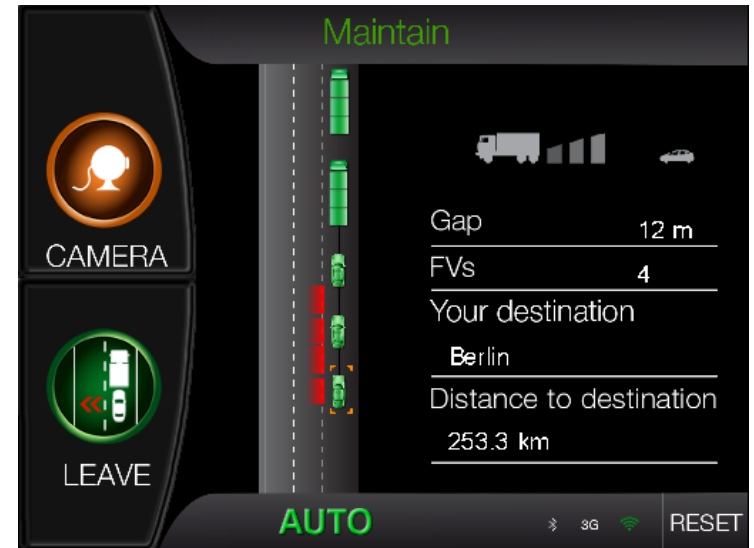 Maintain
CAMERA
LEAVE
Gap 12 m
FVs 4
Your destination
Berlin
Distance to destination
253.3 km
AUTO
3G
RESET